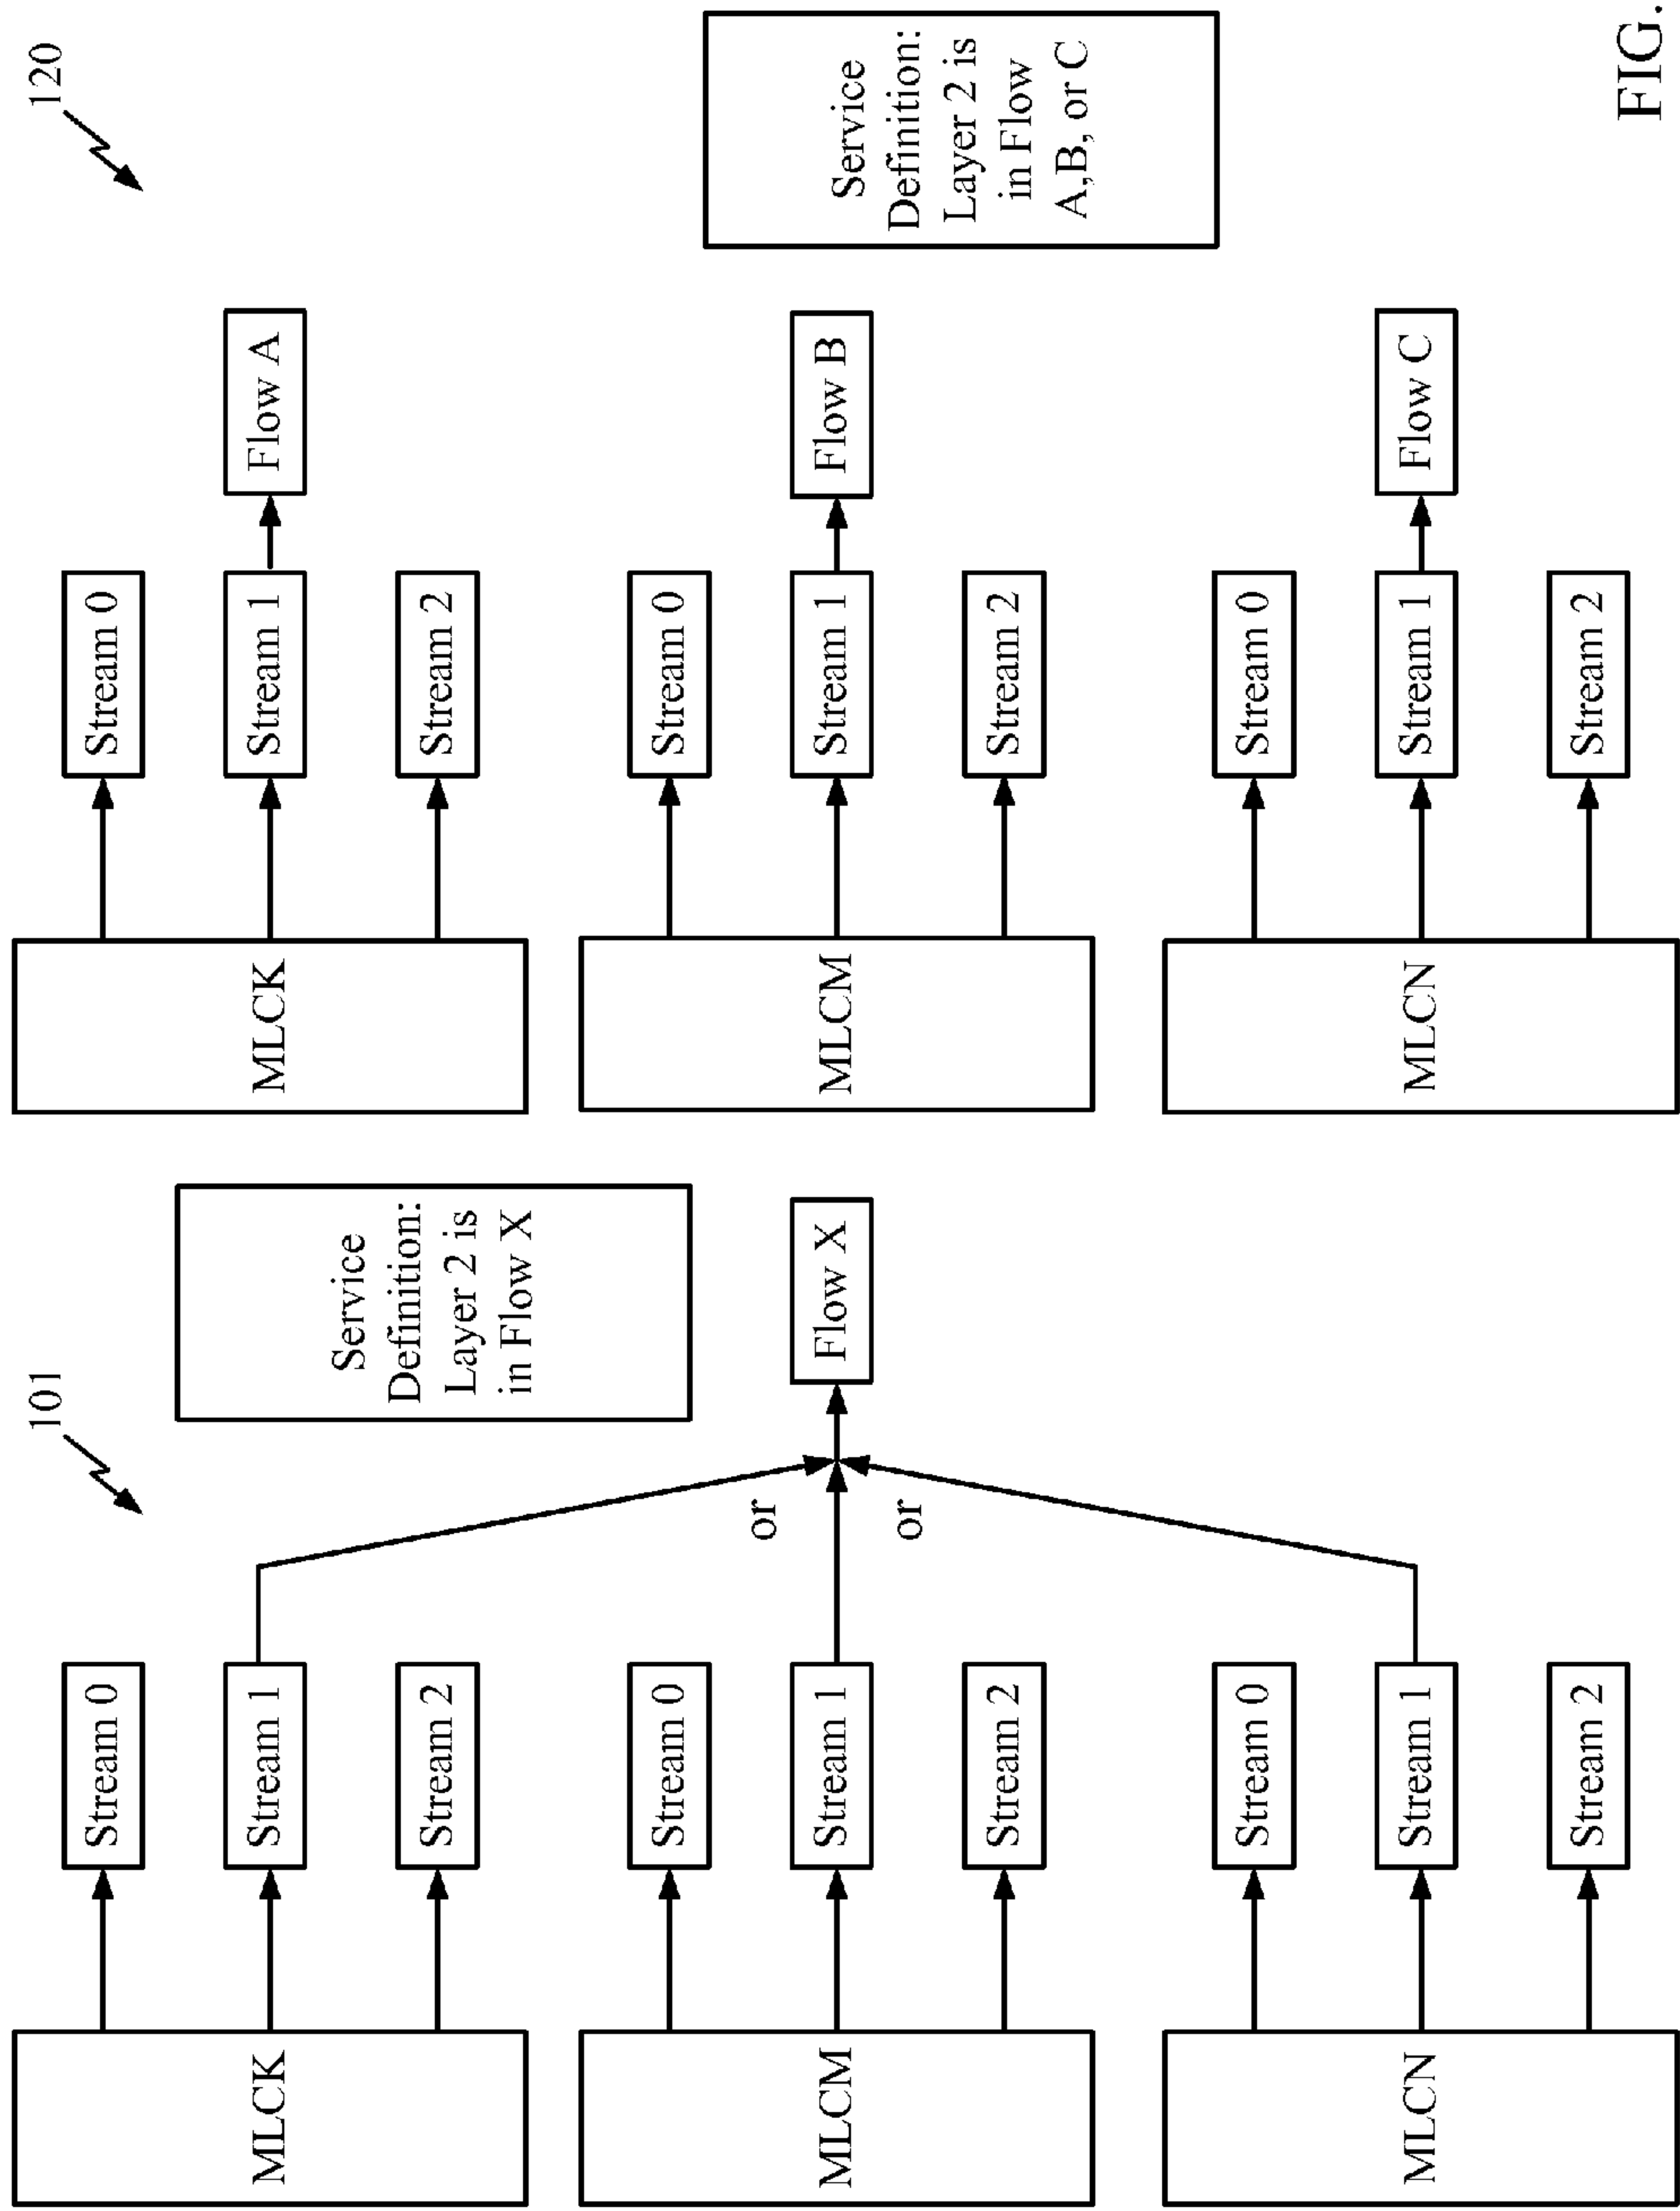 101
MLCK
Stream 0
Stream 1
Stream 2
MLCM
Stream 0
Stream 1
Stream 2
MLCN
Stream 0
Stream 1
Stream 2
or
or
Flow X
Service
Definition:
Layer 2 is
in Flow X
120
MLCK
Stream 0
Stream 1
Stream 2
Flow A
MLCM
Stream 0
Stream 1
Stream 2
Flow B
MLCN
Stream 0
Stream 1
Stream 2
Flow C
Service
Definition:
Layer 2 is
in Flow
A,B, or C
FIG.